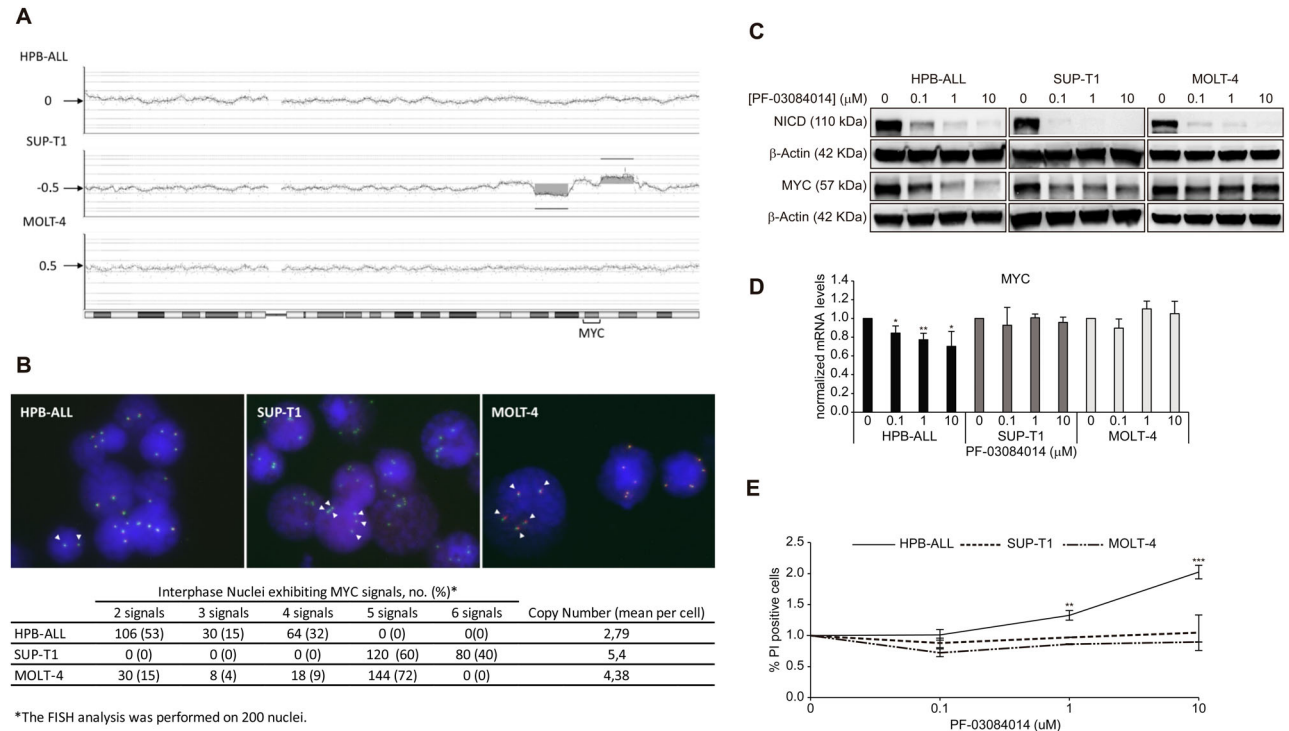 A
HPB-ALL
0
SUP-T1
-0.5
MOLT-4
0.5
MYC
B
HPB-ALL
SUP-T1
MOLT-4
Interphase Nuclei exhibiting MYC signals, no. (%)*
2 signals 3 signals 4 signals 5 signals 6 signals Copy Number (mean per cell)
HPB-ALL 106 (53) 30 (15) 64 (32) 0 (0) 0(0) 2,79
SUP-T1 0 (0) 0 (0) 0 (0) 120 (60) 80 (40) 5,4
MOLT-4 30 (15) 8 (4) 18 (9) 144 (72) 0 (0) 4,38
*The FISH analysis was performed on 200 nuclei.
C
HPB-ALL SUP-T1 MOLT-4
[PF-03084014] (μM) 0 0.1 1 10 0 0.1 1 10 0 0.1 1 10
NICD (110 kDa)
β-Actin (42 KDa)
MYC (57 kDa)
β-Actin (42 KDa)
D
MYC
normalized mRNA levels
1.4
1.2
1.0
0.8
0.6
0.4
0.2
0.0
* ** *
0 0.1 1 10 0 0.1 1 10 0 0.1 1 10
HPB-ALL SUP-T1 MOLT-4
PF-03084014 (μM)
E
HPB-ALL SUP-T1 MOLT-4
% PI positive cells
2.5
2.0
1.5
1.0
0.5
0.0
**
***
0 0.1 1 10
PF-03084014 (uM)